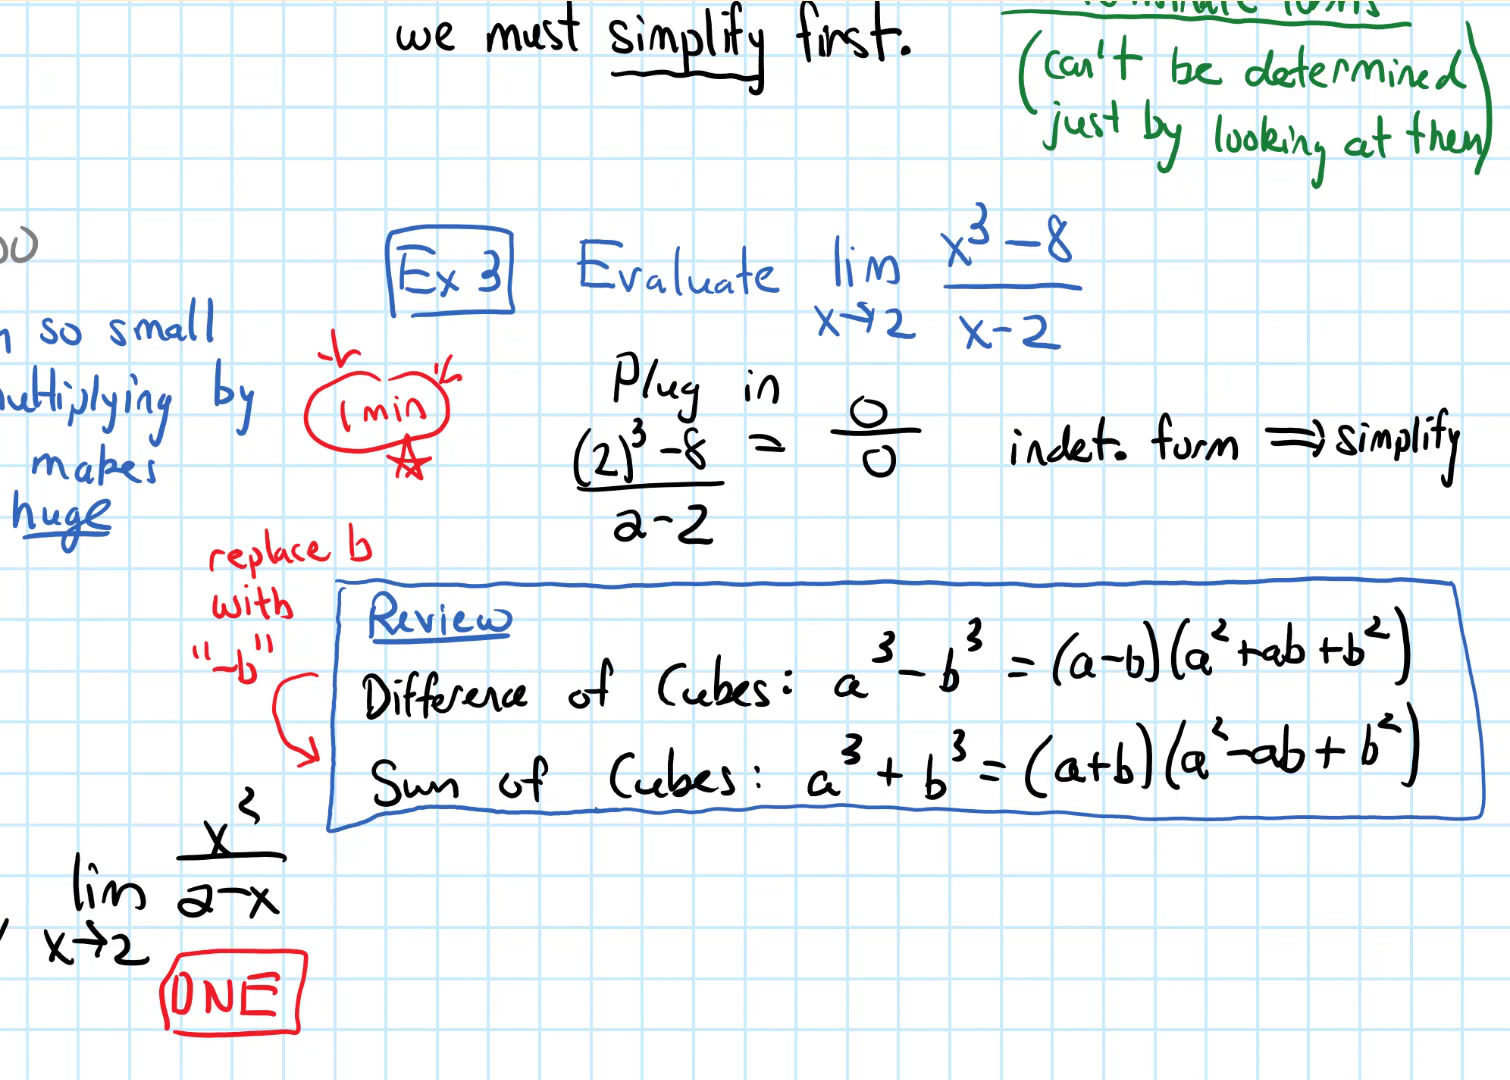 we must simplify first.
(can't be determined
just by looking at them)
Ex 3 Evaluate lim x→2 (x³-8)/(x-2)
so small
by
makes
huge
1 min
Plug in
((2)³-8)/(2-2) = 0/0 indet. form ⟹ simplify
replace b
with
"-b"
Review
Difference of Cubes: a³-b³ = (a-b)(a²+ab+b²)
Sum of Cubes: a³+b³ = (a+b)(a²-ab+b²)
lim x→2 x²/(2-x)
DNE